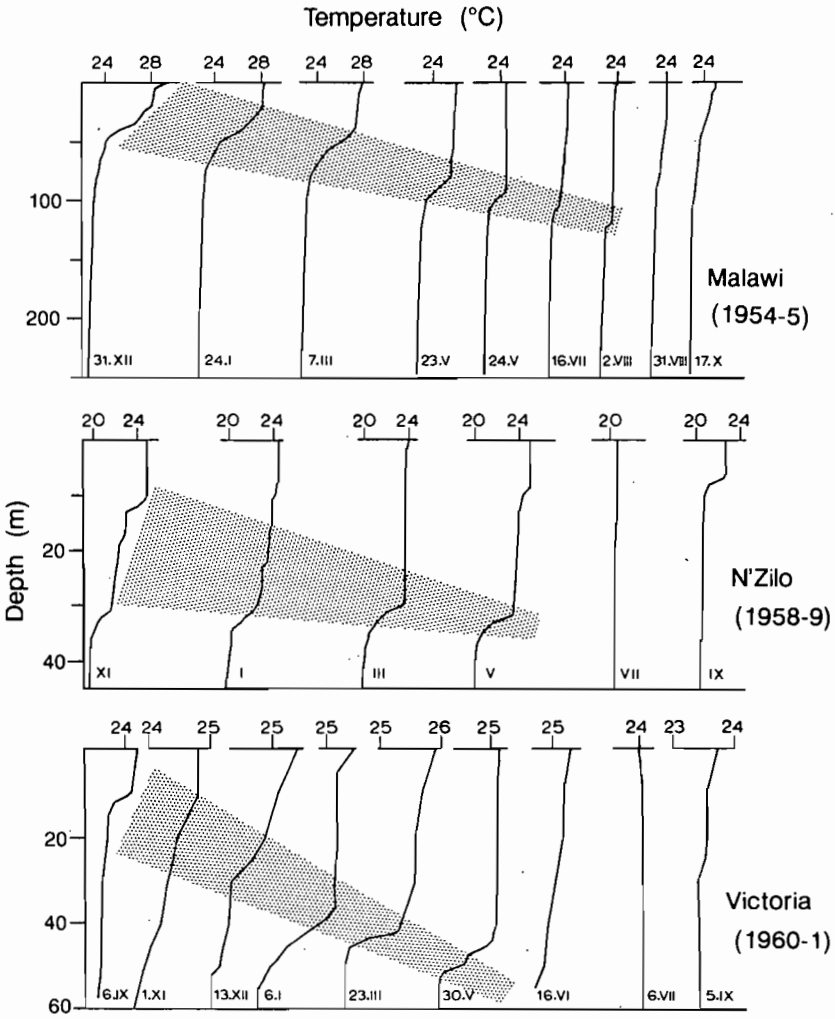 Temperature (°C)
24 28 24 28 24 28 24 24 24 24 24 24
100
200
Malawi
(1954-5)
31.XII 24.I 7.III 23.V 24.V 16.VII 2.VIII 31.VIII 17.X
20 24 20 24 20 24 20 24 20 20 24
Depth (m)
20
40
N'Zilo
(1958-9)
XI I III V VII IX
24 24 25 25 25 25 26 25 25 24 23 24
20
40
60
Victoria
(1960-1)
6.IX 1.XI 13.XII 6.I 23.III 30.V 16.VI 6.VII 5.IX